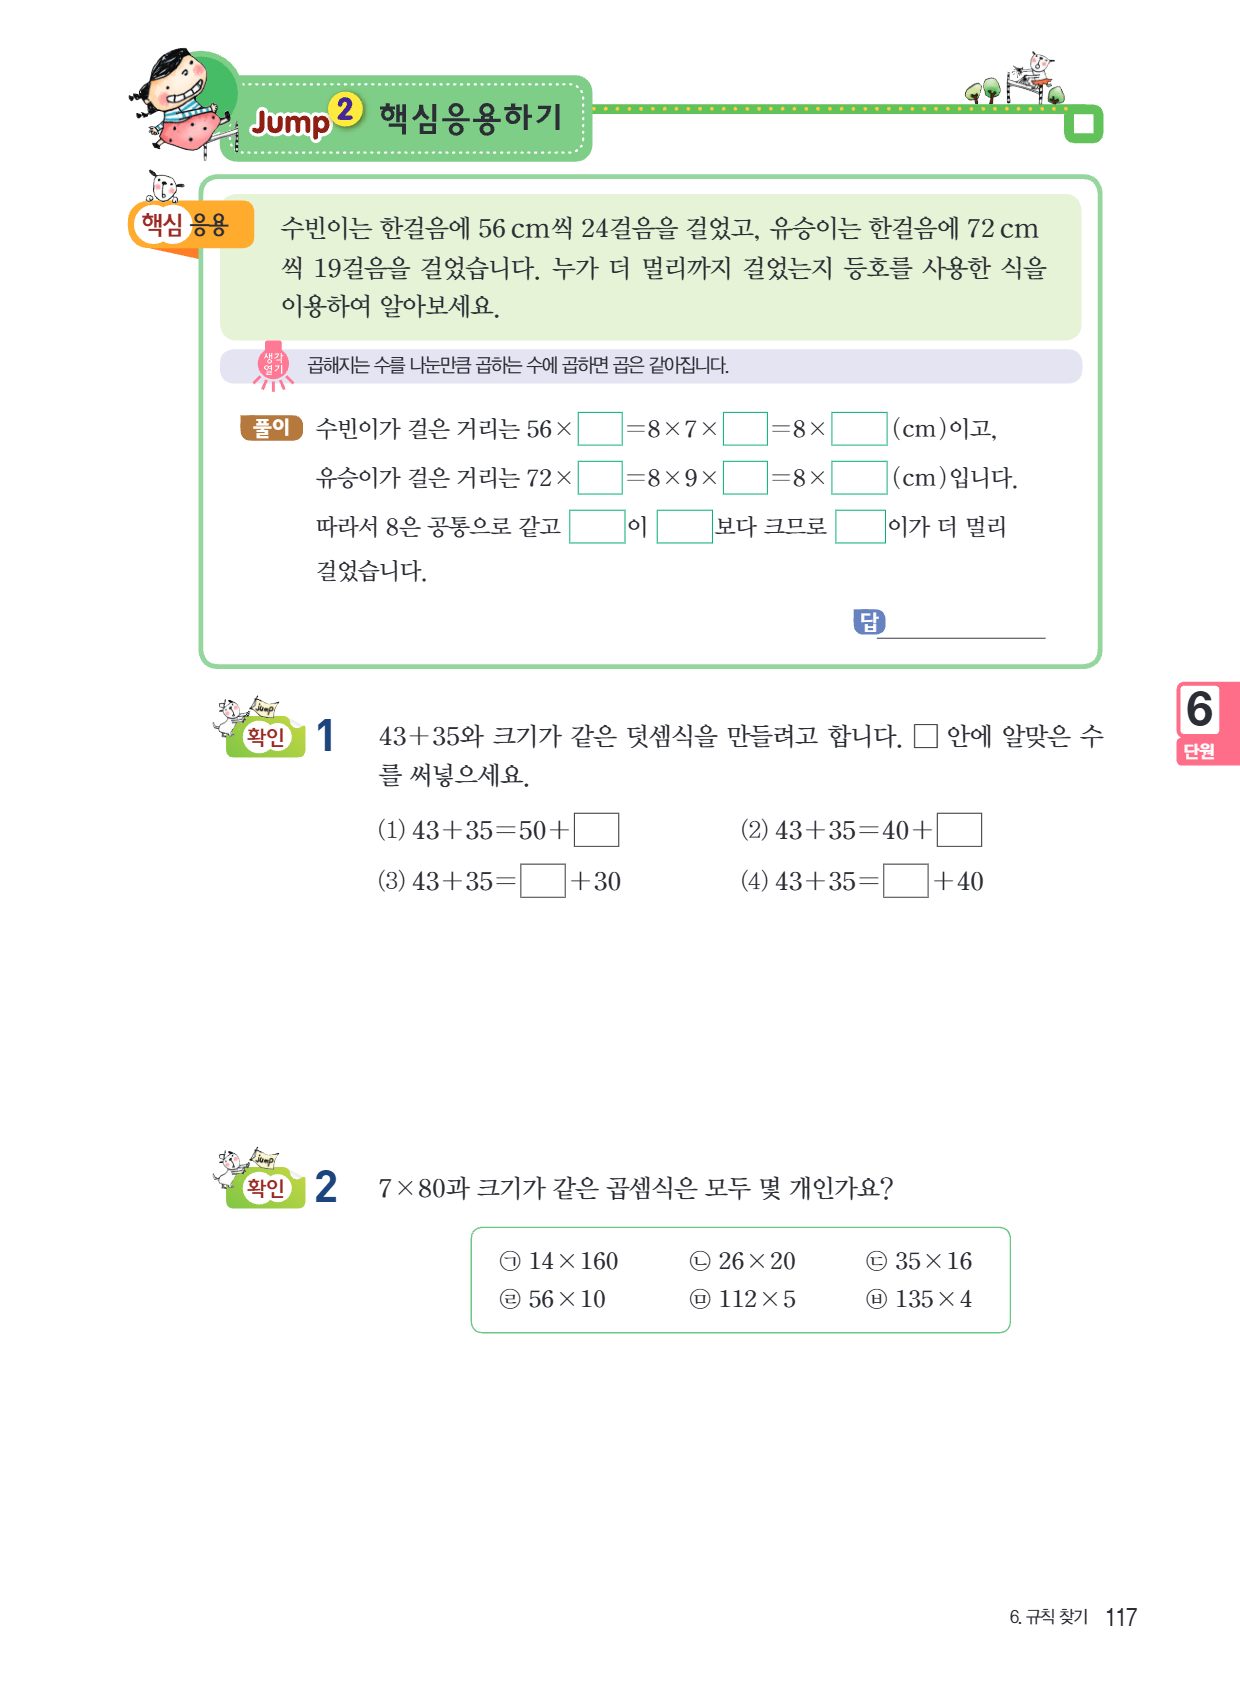 Jump 2 핵심응용하기
핵심 응용
수빈이는 한걸음에 56 cm씩 24걸음을 걸었고, 유승이는 한걸음에 72 cm
씩 19걸음을 걸었습니다. 누가 더 멀리까지 걸었는지 등호를 사용한 식을
이용하여 알아보세요.
생각
열기
곱해지는 수를 나눈만큼 곱하는 수에 곱하면 곱은 같아집니다.
풀이 수빈이가 걸은 거리는 56×□=8×7×□=8×□(cm)이고,
유승이가 걸은 거리는 72×□=8×9×□=8×□(cm)입니다.
따라서 8은 공통으로 같고 □이 □보다 크므로 □이가 더 멀리
걸었습니다.
답
6
단원
Jump
확인 1 43+35와 크기가 같은 덧셈식을 만들려고 합니다. □ 안에 알맞은 수
를 써넣으세요.
(1) 43+35=50+□ (2) 43+35=40+□
(3) 43+35=□+30 (4) 43+35=□+40
Jump
확인 2 7×80과 크기가 같은 곱셈식은 모두 몇 개인가요?
㉠ 14×160 ㉡ 26×20 ㉢ 35×16
㉣ 56×10 ㉤ 112×5 ㉥ 135×4
6. 규칙 찾기 117